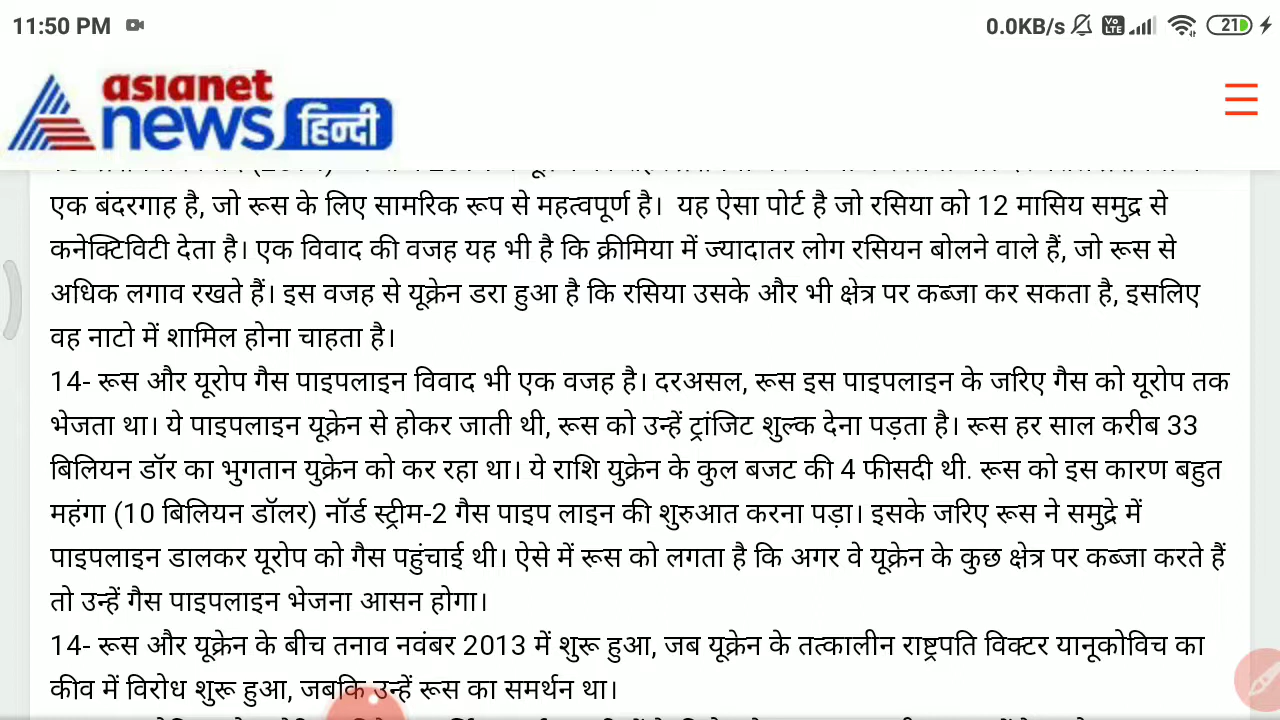 11:50 PM
0.0KB/s Vo LTE 21
asianet
news हिन्दी
एक बंदरगाह है, जो रूस के लिए सामरिक रूप से महत्वपूर्ण है। यह ऐसा पोर्ट है जो रसिया को 12 मासिय समुद्र से
कनेक्टिविटी देता है। एक विवाद की वजह यह भी है कि क्रीमिया में ज्यादातर लोग रसियन बोलने वाले हैं, जो रूस से
अधिक लगाव रखते हैं। इस वजह से यूक्रेन डरा हुआ है कि रसिया उसके और भी क्षेत्र पर कब्जा कर सकता है, इसलिए
वह नाटो में शामिल होना चाहता है।
14- रूस और यूरोप गैस पाइपलाइन विवाद भी एक वजह है। दरअसल, रूस इस पाइपलाइन के जरिए गैस को यूरोप तक
भेजता था। ये पाइपलाइन यूक्रेन से होकर जाती थी, रूस को उन्हें ट्रांजिट शुल्क देना पड़ता है। रूस हर साल करीब 33
बिलियन डॉर का भुगतान युक्रेन को कर रहा था। ये राशि युक्रेन के कुल बजट की 4 फीसदी थी. रूस को इस कारण बहुत
महंगा (10 बिलियन डॉलर) नॉर्ड स्ट्रीम-2 गैस पाइप लाइन की शुरुआत करना पड़ा। इसके जरिए रूस ने समुद्रे में
पाइपलाइन डालकर यूरोप को गैस पहुंचाई थी। ऐसे में रूस को लगता है कि अगर वे यूक्रेन के कुछ क्षेत्र पर कब्जा करते हैं
तो उन्हें गैस पाइपलाइन भेजना आसन होगा।
14- रूस और यूक्रेन के बीच तनाव नवंबर 2013 में शुरू हुआ, जब यूक्रेन के तत्कालीन राष्ट्रपति विक्टर यानूकोविच का
कीव में विरोध शुरू हुआ, जबकि उन्हें रूस का समर्थन था।